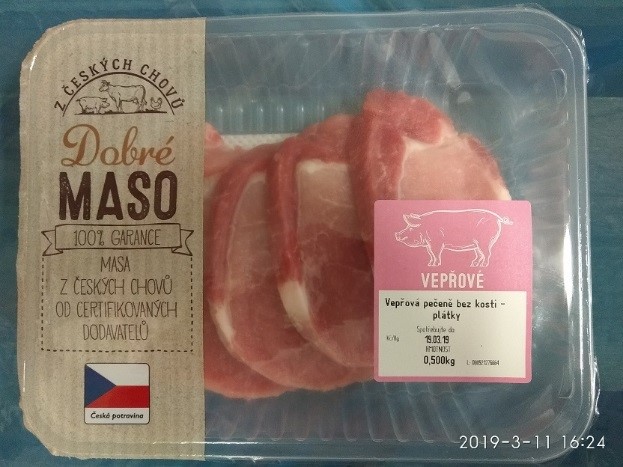 Z ČESKÝCH CHOVŮ
Dobré
MASO
100% GARANCE
MASA
Z ČESKÝCH CHOVŮ
OD CERTIFIKOVANÝCH
DODAVATELŮ
Česká potravina
VEPŘOVÉ
Vepřová pečeně bez kosti -
plátky
Spotřebujte do:
19.03.19
HMOTNOST
0,500kg
2019-3-11 16:24